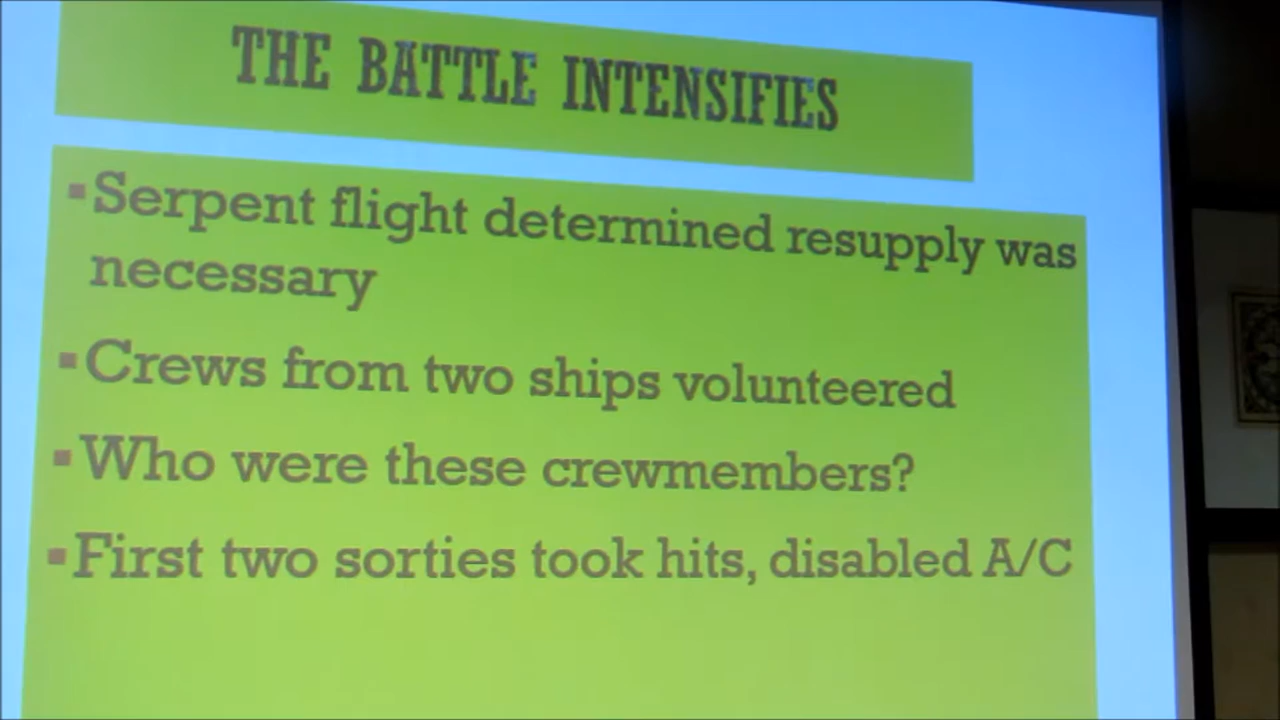 THE BATTLE INTENSIFIES
▪Serpent flight determined resupply was
necessary
▪Crews from two ships volunteered
▪Who were these crewmembers?
▪First two sorties took hits, disabled A/C